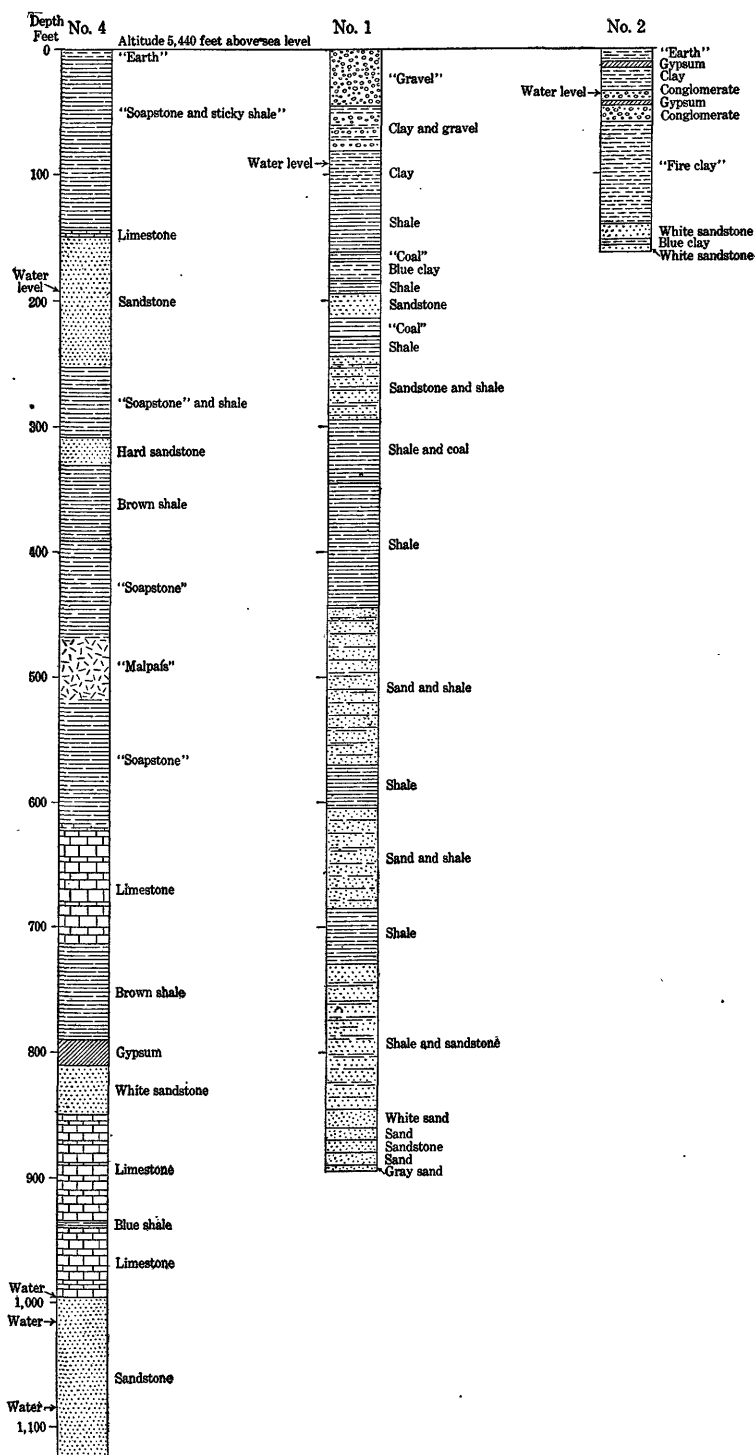 Depth
Feet
No. 4
No. 1
No. 2
Altitude 5,440 feet above sea level
0
100
200
300
400
500
600
700
800
900
1,000
1,100
"Earth"
"Soapstone and sticky shale"
Limestone
Water
level
Sandstone
"Soapstone" and shale
Hard sandstone
Brown shale
"Soapstone"
"Malpais"
"Soapstone"
Limestone
Brown shale
Gypsum
White sandstone
Limestone
Blue shale
Limestone
Water
Water
Sandstone
Water
"Gravel"
Clay and gravel
Water level
Clay
Shale
"Coal"
Blue clay
Shale
Sandstone
"Coal"
Shale
Sandstone and shale
Shale and coal
Shale
Sand and shale
Shale
Sand and shale
Shale
Shale and sandstone
White sand
Sand
Sandstone
Sand
Gray sand
"Earth"
Gypsum
Clay
Water level
Conglomerate
Gypsum
Conglomerate
"Fire clay"
White sandstone
Blue clay
White sandstone